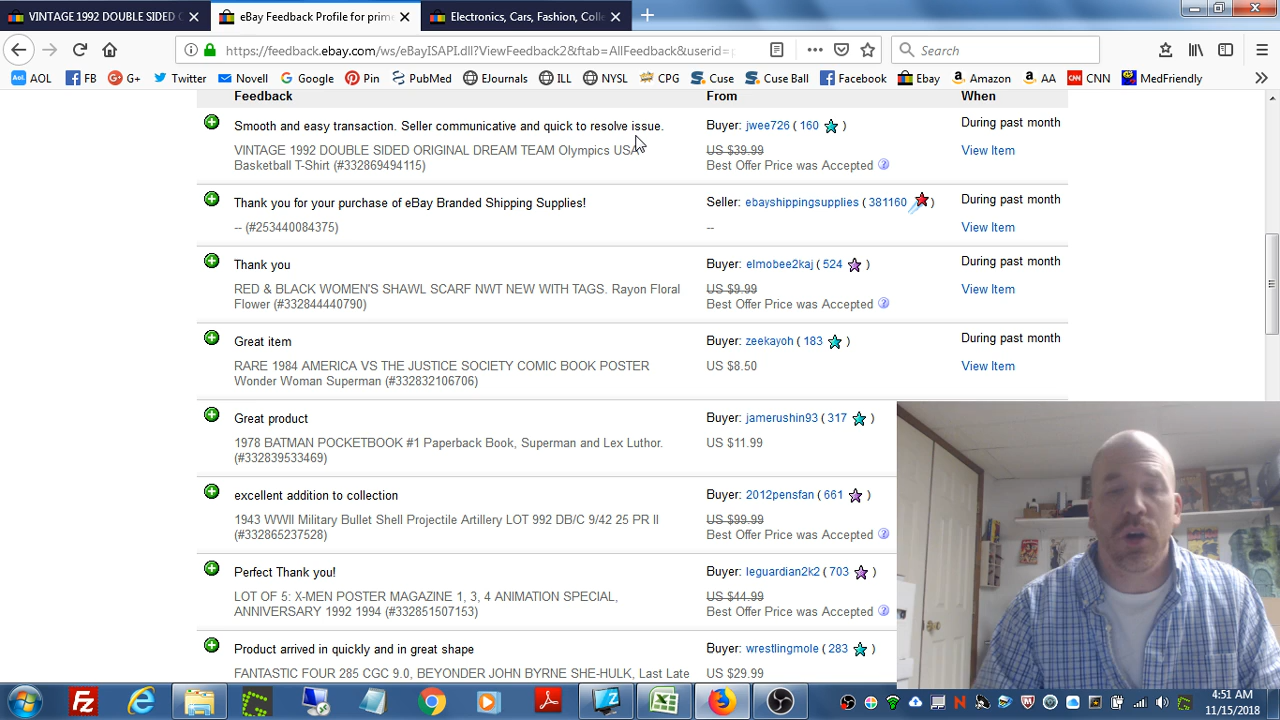 VINTAGE 1992 DOUBLE SIDED O
eBay Feedback Profile for prim
Electronics, Cars, Fashion, Coll
https://feedback.ebay.com/ws/eBayISAPI.dll?ViewFeedback2&ftab=AllFeedback&userid=
Search
AOL FB G+ Twitter Novell Google Pin PubMed EJournals ILL NYSL CPG Cuse Cuse Ball Facebook Ebay Amazon AA CNN MedFriendly
Feedback From When
Smooth and easy transaction. Seller communicative and quick to resolve issue. Buyer: jwee726 ( 160 ) During past month
VINTAGE 1992 DOUBLE SIDED ORIGINAL DREAM TEAM Olympics USA US $39.99 View Item
Basketball T-Shirt (#332869494115) Best Offer Price was Accepted ?
Thank you for your purchase of eBay Branded Shipping Supplies! Seller: ebayshippingsupplies ( 381160 ) During past month
-- (#253440084375) -- View Item
Thank you Buyer: elmobee2kaj ( 524 ) During past month
RED & BLACK WOMEN'S SHAWL SCARF NWT NEW WITH TAGS. Rayon Floral US $9.99 View Item
Flower (#332844440790) Best Offer Price was Accepted ?
Great item Buyer: zeekayoh ( 183 ) During past month
RARE 1984 AMERICA VS THE JUSTICE SOCIETY COMIC BOOK POSTER US $8.50 View Item
Wonder Woman Superman (#332832106706)
Great product Buyer: jamerushin93 ( 317 )
1978 BATMAN POCKETBOOK #1 Paperback Book, Superman and Lex Luthor. US $11.99
(#332839533469)
excellent addition to collection Buyer: 2012pensfan ( 661 )
1943 WWII Military Bullet Shell Projectile Artillery LOT 992 DB/C 9/42 25 PR II US $99.99
(#332865237528) Best Offer Price was Accepted ?
Perfect Thank you! Buyer: leguardian2k2 ( 703 )
LOT OF 5: X-MEN POSTER MAGAZINE 1, 3, 4 ANIMATION SPECIAL, US $44.99
ANNIVERSARY 1992 1994 (#332851507153) Best Offer Price was Accepted ?
Product arrived in quickly and in great shape Buyer: wrestlingmole ( 283 )
FANTASTIC FOUR 285 CGC 9.0, BEYONDER JOHN BYRNE SHE-HULK, Last Late US $29.99
4:51 AM
11/15/2018